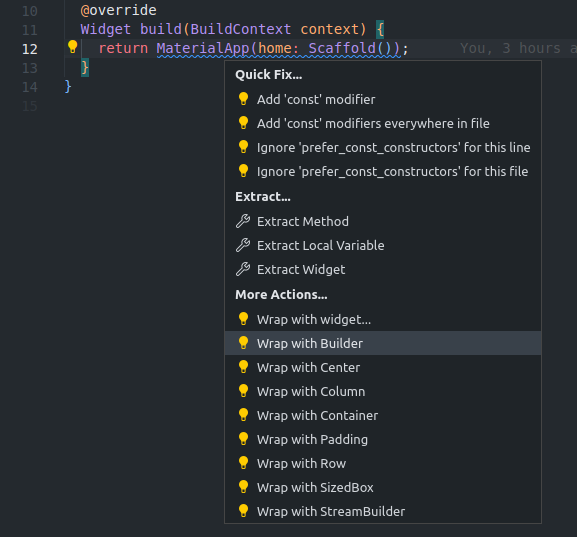 10 @override
11 Widget build(BuildContext context) {
12 return MaterialApp(home: Scaffold()); You, 3 hours a
13 }
14 }
15
Quick Fix...
Add 'const' modifier
Add 'const' modifiers everywhere in file
Ignore 'prefer_const_constructors' for this line
Ignore 'prefer_const_constructors' for this file
Extract...
Extract Method
Extract Local Variable
Extract Widget
More Actions...
Wrap with widget...
Wrap with Builder
Wrap with Center
Wrap with Column
Wrap with Container
Wrap with Padding
Wrap with Row
Wrap with SizedBox
Wrap with StreamBuilder